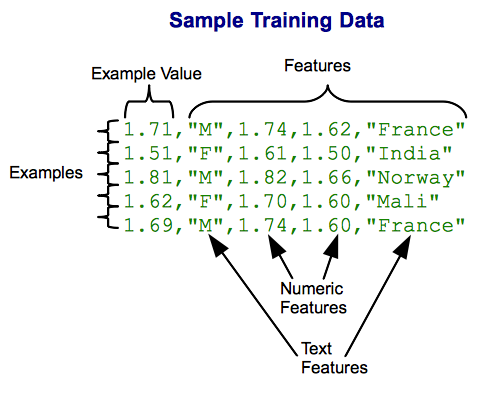 Sample Training Data
Example Value
Features
Examples
1.71,"M",1.74,1.62,"France"
1.51,"F",1.61,1.50,"India"
1.81,"M",1.82,1.66,"Norway"
1.62,"F",1.70,1.60,"Mali"
1.69,"M",1.74,1.60,"France"
Numeric
Features
Text
Features